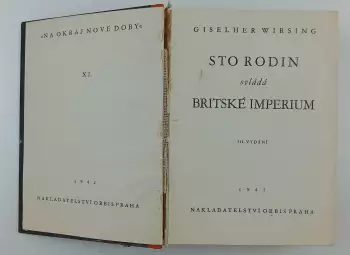 »NA OKRAJ NOVÉ DOBY«
XI.
1942
NAKLADATELSTVÍ ORBIS PRAHA
GISELHER WIRSING
STO RODIN
ovládá
BRITSKÉ IMPERIUM
VYDÁNÍ
1942
NAKLADATELSTVÍ ORBIS PRAHA